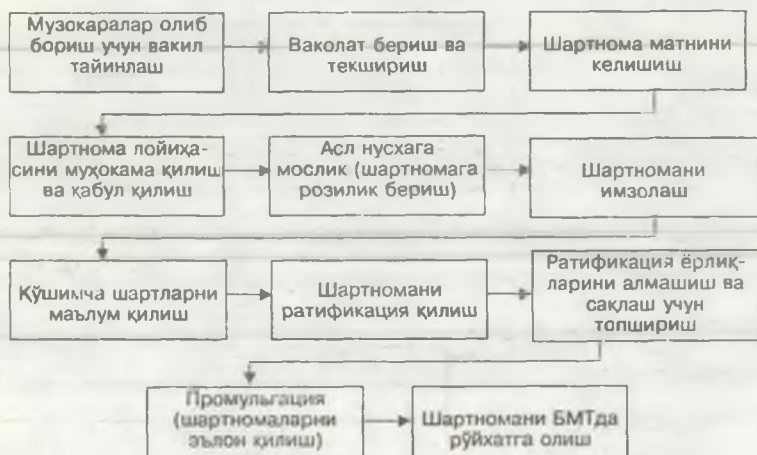 Музокаралар олиб
бориш учун вакил
тайинлаш
Ваколат бериш ва
текшириш
Шартнома матнини
келишиш
Шартнома лойиҳа-
сини муҳокама қилиш
ва қабул қилиш
Асл нусхага
мослик (шартномага
розилик бериш)
Шартномани
имзолаш
Қўшимча шартларни
маълум қилиш
Шартномани
ратификация қилиш
Ратификация ёрлиқ-
ларини алмашиш ва
сақлаш учун
топшириш
Промульгация
(шартномаларни
эълон қилиш)
Шартномани БМТда
рўйхатга олиш